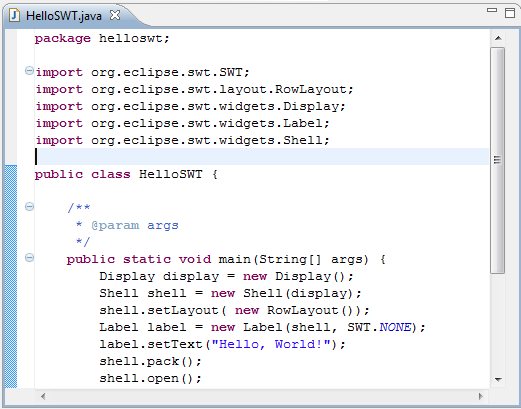 HelloSWT.java
package helloswt;

import org.eclipse.swt.SWT;
import org.eclipse.swt.layout.RowLayout;
import org.eclipse.swt.widgets.Display;
import org.eclipse.swt.widgets.Label;
import org.eclipse.swt.widgets.Shell;

public class HelloSWT {

    /**
     * @param args
     */
    public static void main(String[] args) {
        Display display = new Display();
        Shell shell = new Shell(display);
        shell.setLayout( new RowLayout());
        Label label = new Label(shell, SWT.NONE);
        label.setText("Hello, World!");
        shell.pack();
        shell.open();